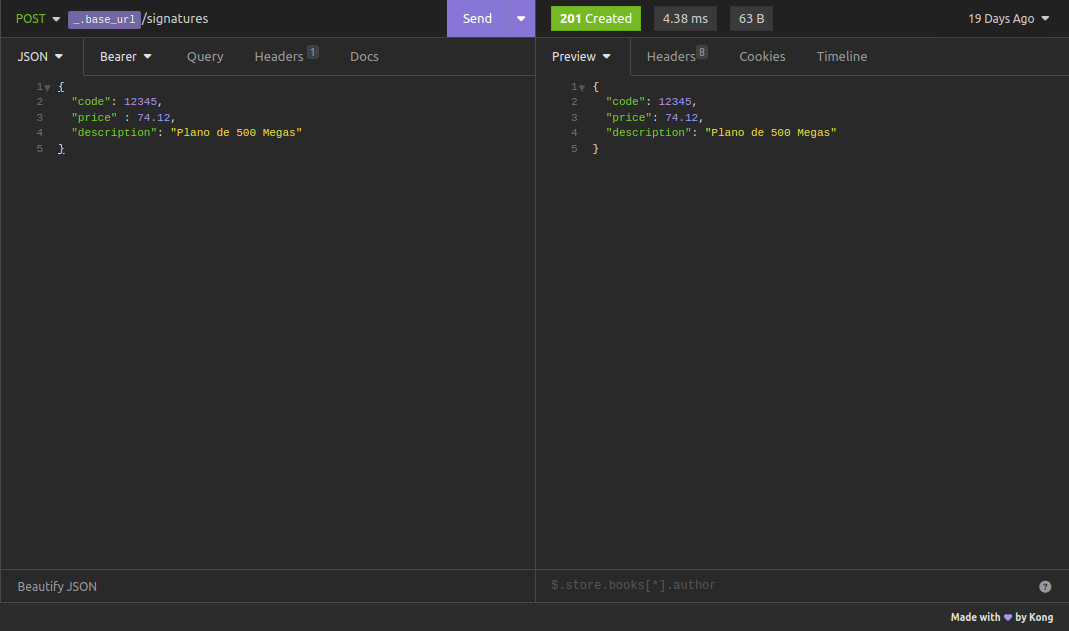 POST _.base_url/signatures Send 201 Created 4.38 ms 63 B 19 Days Ago
JSON Bearer Query Headers 1 Docs Preview Headers 8 Cookies Timeline
1 {
2 "code": 12345,
3 "price" : 74.12,
4 "description": "Plano de 500 Megas"
5 }
1 {
2 "code": 12345,
3 "price": 74.12,
4 "description": "Plano de 500 Megas"
5 }
Beautify JSON $.store.books[*].author ?
Made with ♥ by Kong